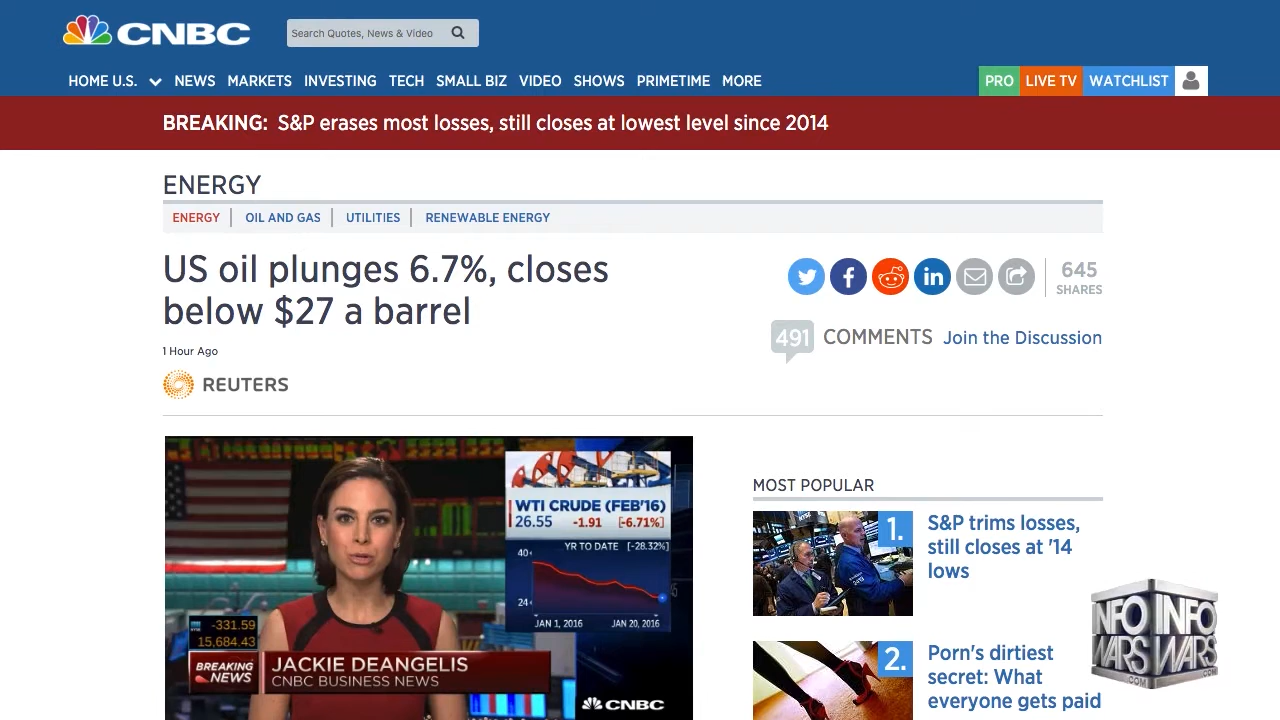 CNBC
Search Quotes, News & Video
HOME U.S. NEWS MARKETS INVESTING TECH SMALL BIZ VIDEO SHOWS PRIMETIME MORE
PRO LIVE TV WATCHLIST
BREAKING: S&P erases most losses, still closes at lowest level since 2014
ENERGY
ENERGY OIL AND GAS UTILITIES RENEWABLE ENERGY
US oil plunges 6.7%, closes
below $27 a barrel
645
SHARES
491 COMMENTS Join the Discussion
1 Hour Ago
REUTERS
WTI CRUDE (FEB'16)
26.55 -1.91 [-6.71%]
YR TO DATE [-28.32%]
40
24
JAN 1, 2016 JAN 20, 2016
-331.59
15,684.43
BREAKING
NEWS
JACKIE DEANGELIS
CNBC BUSINESS NEWS
CNBC
MOST POPULAR
1.
S&P trims losses,
still closes at '14
lows
2.
Porn's dirtiest
secret: What
everyone gets paid
INFO INFO
WARS WARS
.COM .COM